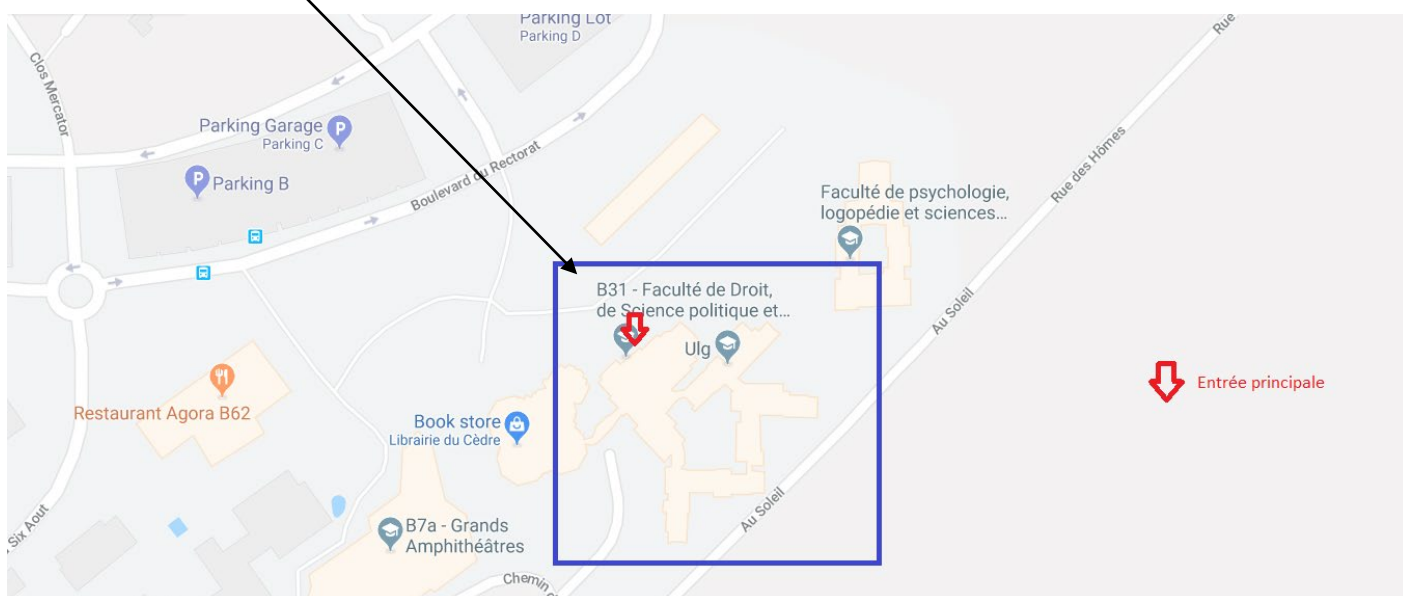 Parking Lot
Parking D
Rue
Clos Mercator
Parking Garage
Parking C
Parking B
Boulevard du Rectorat
Rue des Hômes
Faculté de psychologie,
logopédie et sciences...
B31 - Faculté de Droit,
de Science politique et...
Ulg
Au Soleil
Entrée principale
Restaurant Agora B62
Book store
Librairie du Cèdre
Au Soleil
Six Aout
B7a - Grands
Amphithéâtres
Chemin